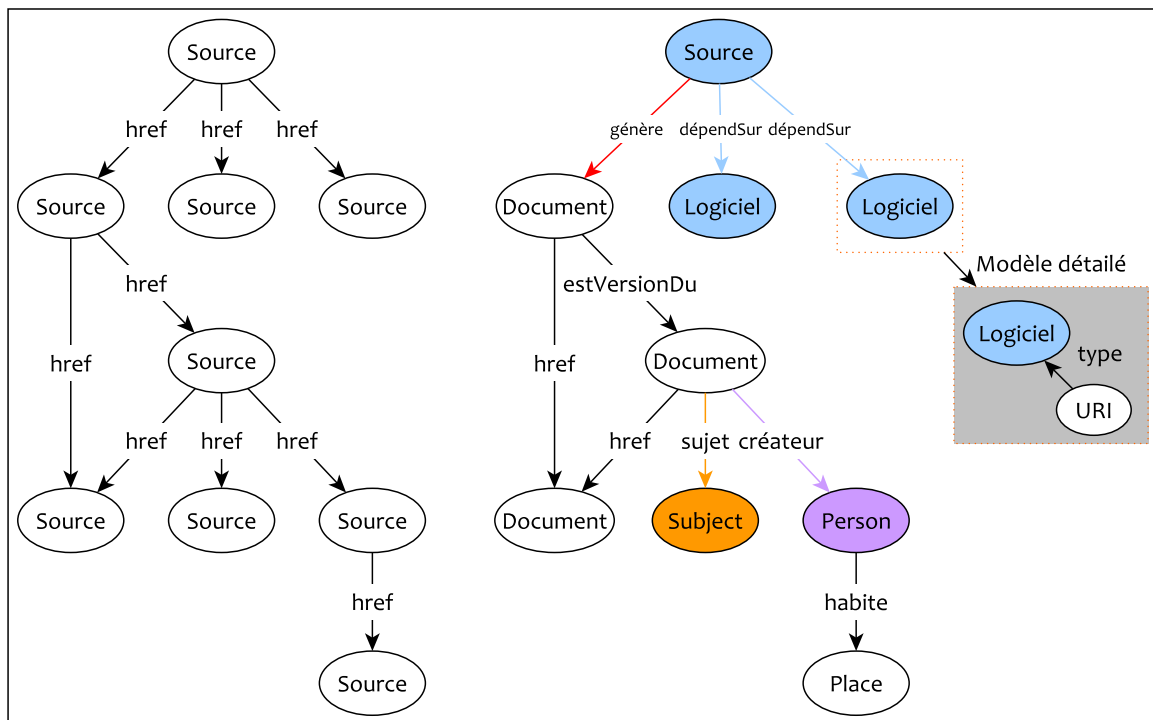 Source
Source
href
href
href
génère
dépendSur
dépendSur
Source
Source
Source
Document
Logiciel
Logiciel
Modèle détailé
href
estVersionDu
Logiciel
type
URI
href
Source
href
Document
href
href
href
href
sujet
créateur
Source
Source
Source
Document
Subject
Person
href
habite
Source
Place